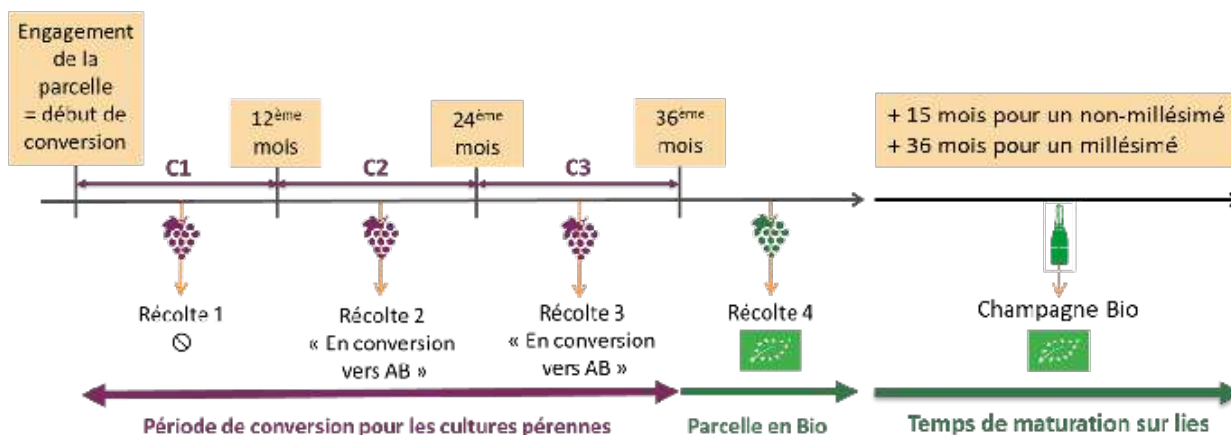 Engagement
de la
parcelle
= début de
conversion
12ème
mois
24ème
mois
36ème
mois
+ 15 mois pour un non-millésimé
+ 36 mois pour un millésimé
C1
C2
C3
Récolte 1
Récolte 2
« En conversion
vers AB »
Récolte 3
« En conversion
vers AB »
Récolte 4
Champagne Bio
Période de conversion pour les cultures pérennes
Parcelle en Bio
Temps de maturation sur lies